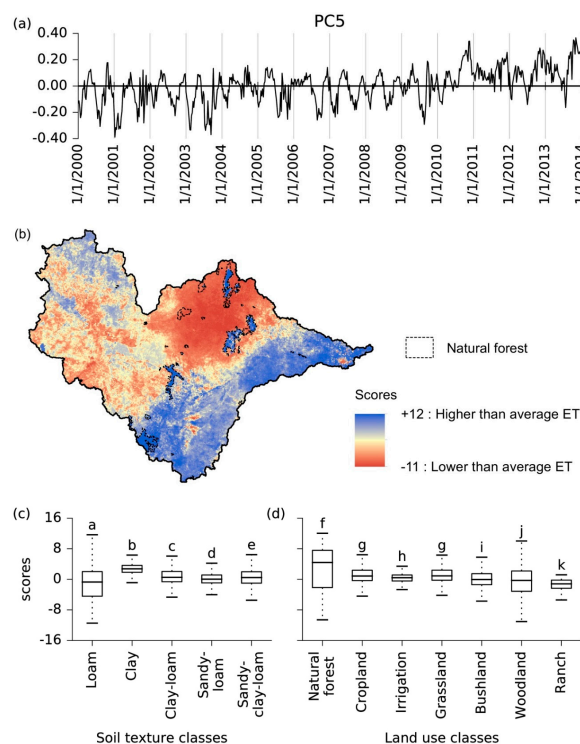 (a)
PC5
0.40
0.20
0.00
-0.20
-0.40
1/1/2000
1/1/2001
1/1/2002
1/1/2003
1/1/2004
1/1/2005
1/1/2006
1/1/2007
1/1/2008
1/1/2009
1/1/2010
1/1/2011
1/1/2012
1/1/2013
1/1/2014
(b)
Natural forest
Scores
+12 : Higher than average ET
-11 : Lower than average ET
(c)
scores
16
8
0
-8
-16
a
b
c
d
e
Loam
Clay
Clay-loam
Sandy-
loam
Sandy-
clay-loam
Soil texture classes
(d)
f
g
h
g
i
j
k
Natural
forest
Cropland
Irrigation
Grassland
Bushland
Woodland
Ranch
Land use classes